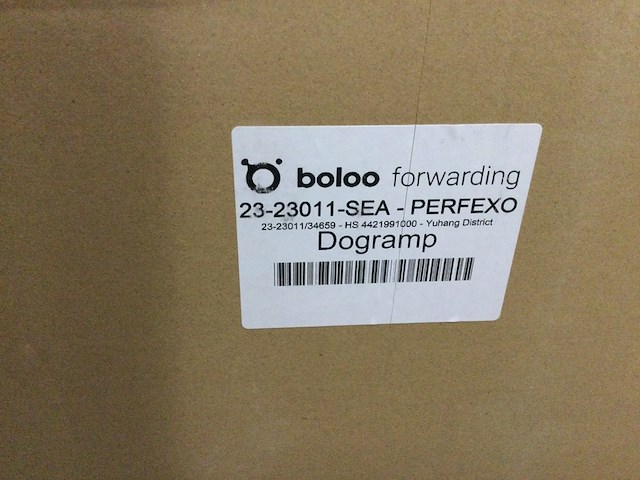 boloo forwarding
23-23011-SEA - PERFEXO
23-23011/34659 - HS 4421991000 - Yuhang District
Dogramp